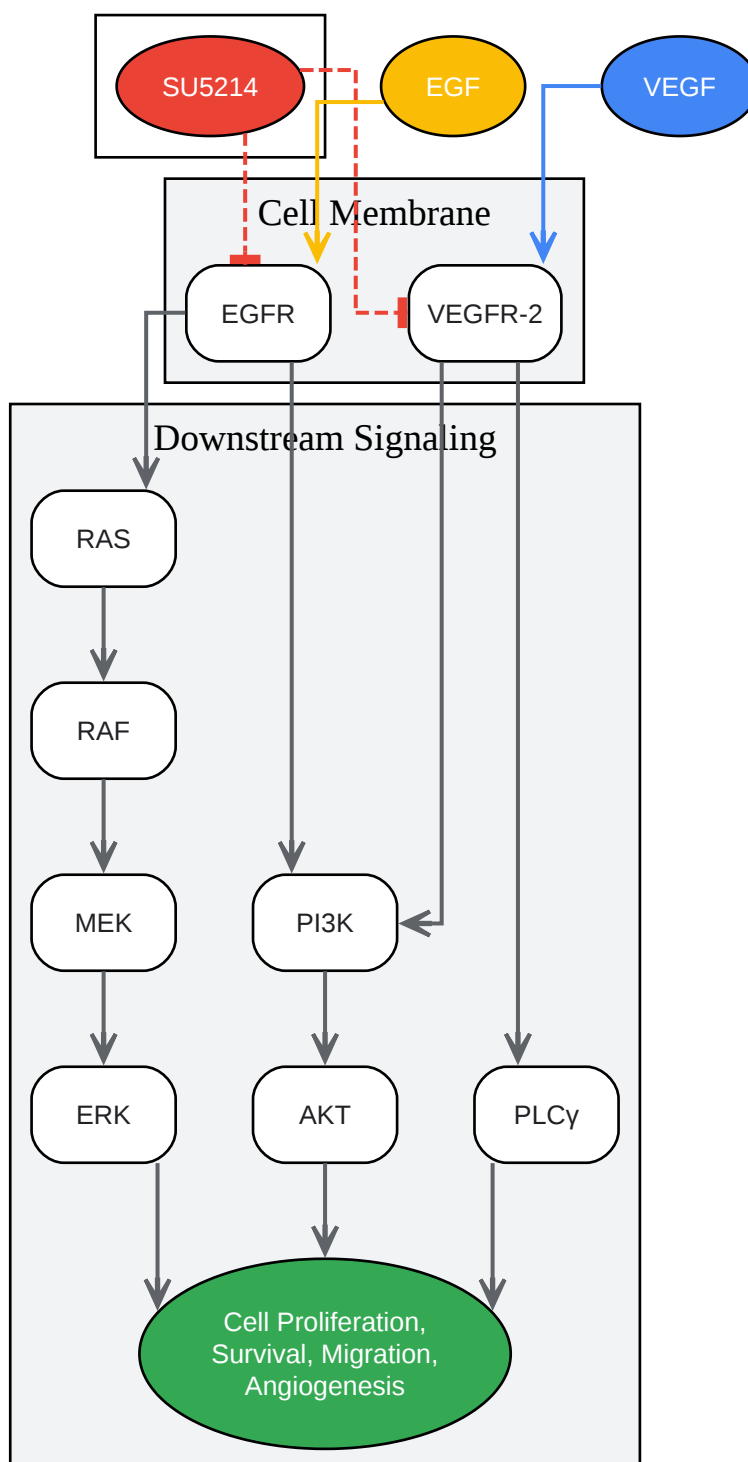 SU5214
EGF
VEGF
Cell Membrane
EGFR
VEGFR-2
Downstream Signaling
RAS
RAF
MEK
PI3K
ERK
AKT
PLCγ
Cell Proliferation,
Survival, Migration,
Angiogenesis